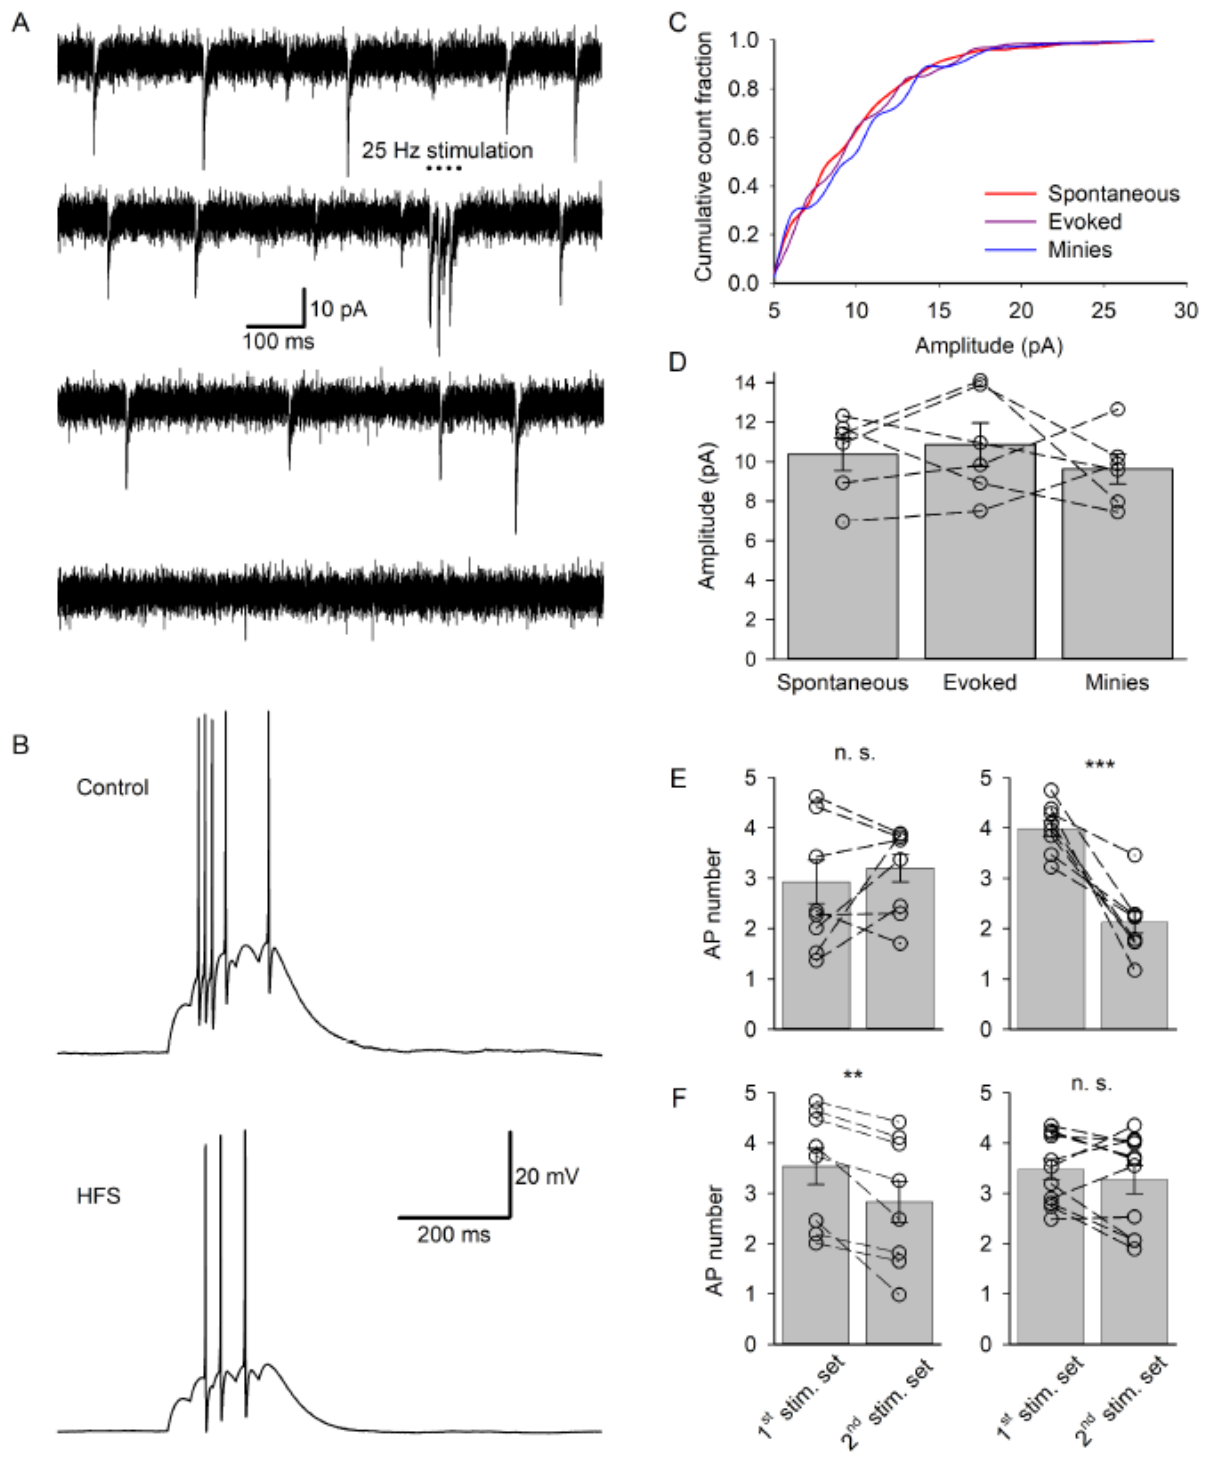 A
25 Hz stimulation
10 pA
100 ms
B
Control
HFS
20 mV
200 ms
C
Cumulative count fraction
1.0
0.8
0.6
0.4
0.2
0.0
Spontaneous
Evoked
Minies
5 10 15 20 25 30
Amplitude (pA)
D
Amplitude (pA)
14
12
10
8
6
4
2
0
Spontaneous Evoked Minies
E
n. s.
AP number
5
4
3
2
1
0
***
AP number
5
4
3
2
1
0
F
**
AP number
5
4
3
2
1
0
1st stim. set
2nd stim. set
n. s.
AP number
5
4
3
2
1
0
1st stim. set
2nd stim. set